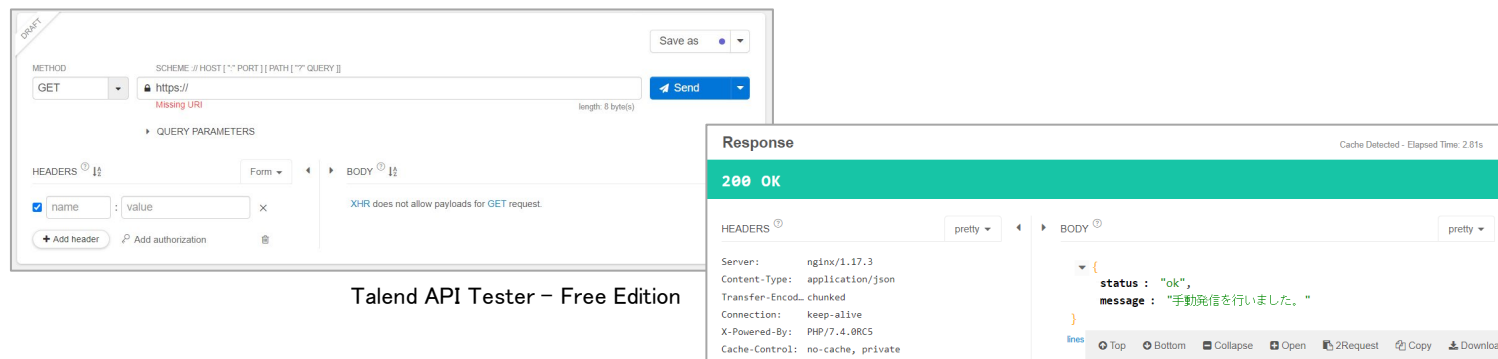 DRAFT
Save as
METHOD
SCHEME :// HOST [ ":" PORT ] [ PATH [ "?" QUERY ]]
GET
https://
Send
Missing URI
length: 8 byte(s)
QUERY PARAMETERS
HEADERS
Form
BODY
name : value
XHR does not allow payloads for GET request.
+ Add header
Add authorization
Talend API Tester – Free Edition
Response
Cache Detected - Elapsed Time: 2.81s
200 OK
HEADERS
pretty
BODY
pretty
Server: nginx/1.17.3
Content-Type: application/json
Transfer-Encod… chunked
Connection: keep-alive
X-Powered-By: PHP/7.4.0RC5
Cache-Control: no-cache, private
{
status : "ok",
message : "手動発信を行いました。"
}
lines
Top Bottom Collapse Open 2Request Copy Downloa